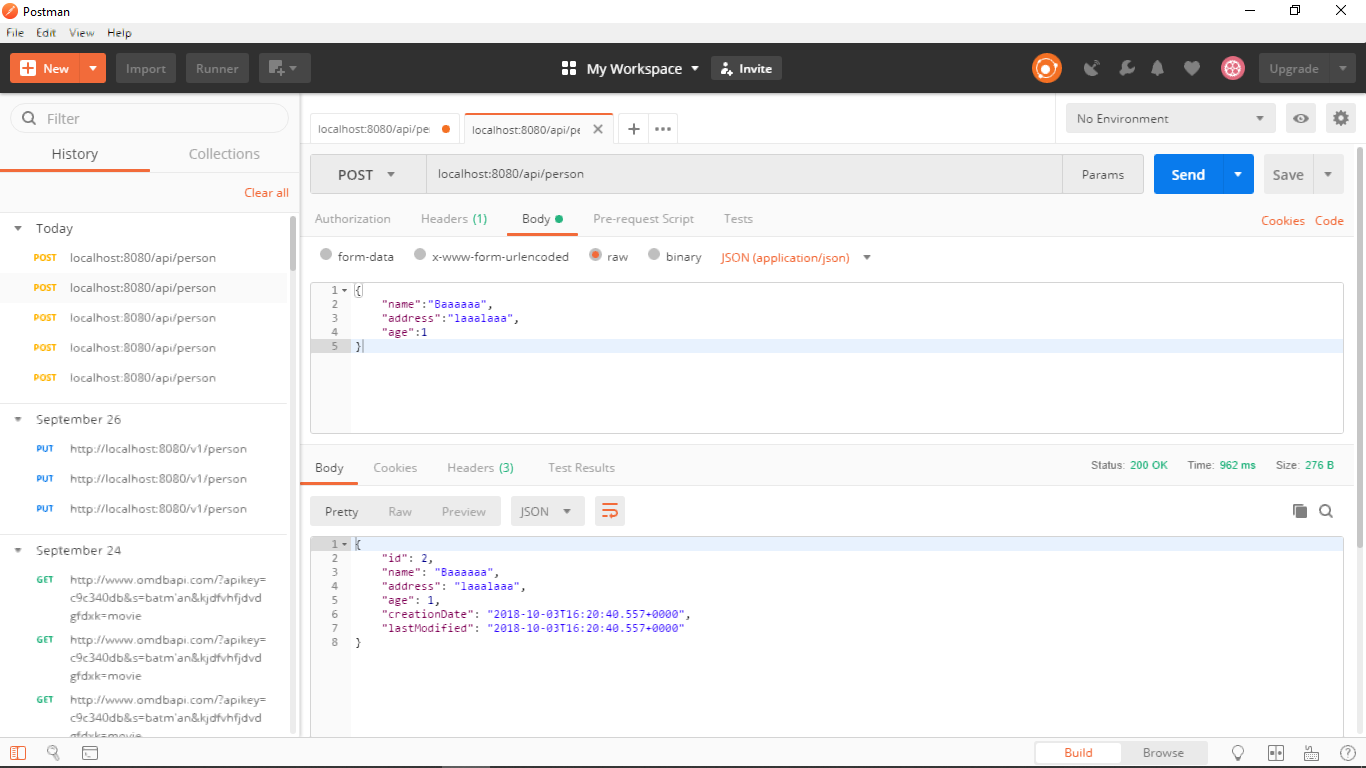 Postman
File Edit View Help
New Import Runner My Workspace Invite Upgrade
Filter
History Collections
Clear all
Today
POST localhost:8080/api/person
POST localhost:8080/api/person
POST localhost:8080/api/person
POST localhost:8080/api/person
POST localhost:8080/api/person
September 26
PUT http://localhost:8080/v1/person
PUT http://localhost:8080/v1/person
PUT http://localhost:8080/v1/person
September 24
GET http://www.omdbapi.com/?apikey=
c9c340db&s=batm'an&kjdfvhfjdvd
gfdxk=movie
GET http://www.omdbapi.com/?apikey=
c9c340db&s=batm'an&kjdfvhfjdvd
gfdxk=movie
GET http://www.omdbapi.com/?apikey=
c9c340db&s=batm'an&kjdfvhfjdvd
gfdxk=movie
localhost:8080/api/pe localhost:8080/api/pe No Environment
POST localhost:8080/api/person Params Send Save
Authorization Headers (1) Body Pre-request Script Tests Cookies Code
form-data x-www-form-urlencoded raw binary JSON (application/json)
1 {
2 "name":"Baaaaaa",
3 "address":"laaalaaa",
4 "age":1
5 }
Body Cookies Headers (3) Test Results Status: 200 OK Time: 962 ms Size: 276 B
Pretty Raw Preview JSON
1 {
2 "id": 2,
3 "name": "Baaaaaa",
4 "address": "laaalaaa",
5 "age": 1,
6 "creationDate": "2018-10-03T16:20:40.557+0000",
7 "lastModified": "2018-10-03T16:20:40.557+0000"
8 }
Build Browse